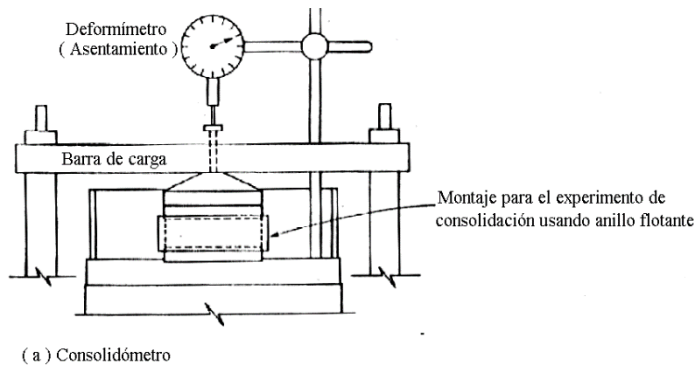 Deformímetro
( Asentamiento )
Barra de carga
Montaje para el experimento de
consolidación usando anillo flotante
( a ) Consolidómetro